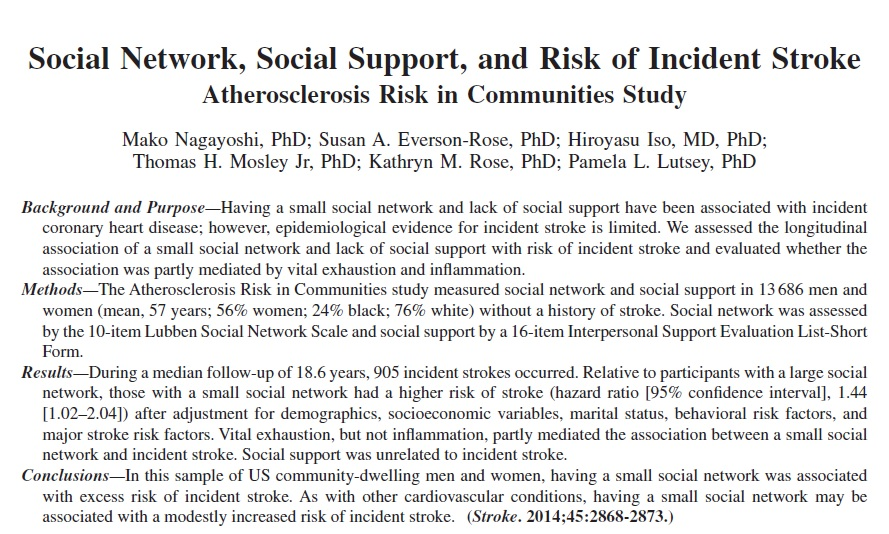 Social Network, Social Support, and Risk of Incident Stroke
Atherosclerosis Risk in Communities Study
Mako Nagayoshi, PhD; Susan A. Everson-Rose, PhD; Hiroyasu Iso, MD, PhD;
Thomas H. Mosley Jr, PhD; Kathryn M. Rose, PhD; Pamela L. Lutsey, PhD
Background and Purpose—Having a small social network and lack of social support have been associated with incident
coronary heart disease; however, epidemiological evidence for incident stroke is limited. We assessed the longitudinal
association of a small social network and lack of social support with risk of incident stroke and evaluated whether the
association was partly mediated by vital exhaustion and inflammation.
Methods—The Atherosclerosis Risk in Communities study measured social network and social support in 13 686 men and
women (mean, 57 years; 56% women; 24% black; 76% white) without a history of stroke. Social network was assessed
by the 10-item Lubben Social Network Scale and social support by a 16-item Interpersonal Support Evaluation List-Short
Form.
Results—During a median follow-up of 18.6 years, 905 incident strokes occurred. Relative to participants with a large social
network, those with a small social network had a higher risk of stroke (hazard ratio [95% confidence interval], 1.44
[1.02–2.04]) after adjustment for demographics, socioeconomic variables, marital status, behavioral risk factors, and
major stroke risk factors. Vital exhaustion, but not inflammation, partly mediated the association between a small social
network and incident stroke. Social support was unrelated to incident stroke.
Conclusions—In this sample of US community-dwelling men and women, having a small social network was associated
with excess risk of incident stroke. As with other cardiovascular conditions, having a small social network may be
associated with a modestly increased risk of incident stroke. (Stroke. 2014;45:2868-2873.)